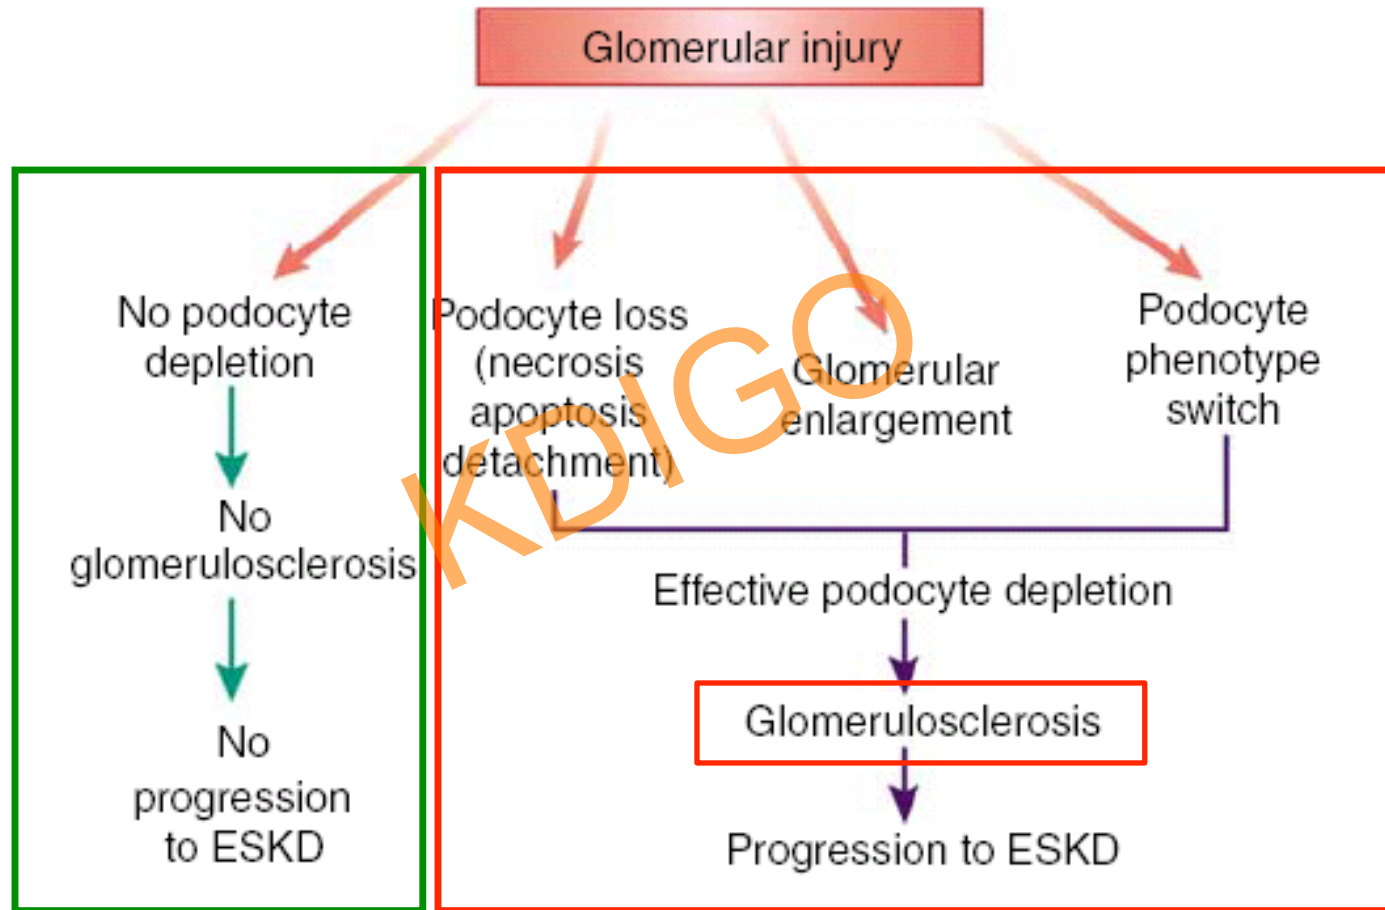 Glomerular injury
No podocyte
depletion
No
glomerulosclerosis
No
progression
to ESKD
Podocyte loss
(necrosis
apoptosis
detachment)
Glomerular
enlargement
Podocyte
phenotype
switch
KDIGO
Effective podocyte depletion
Glomerulosclerosis
Progression to ESKD